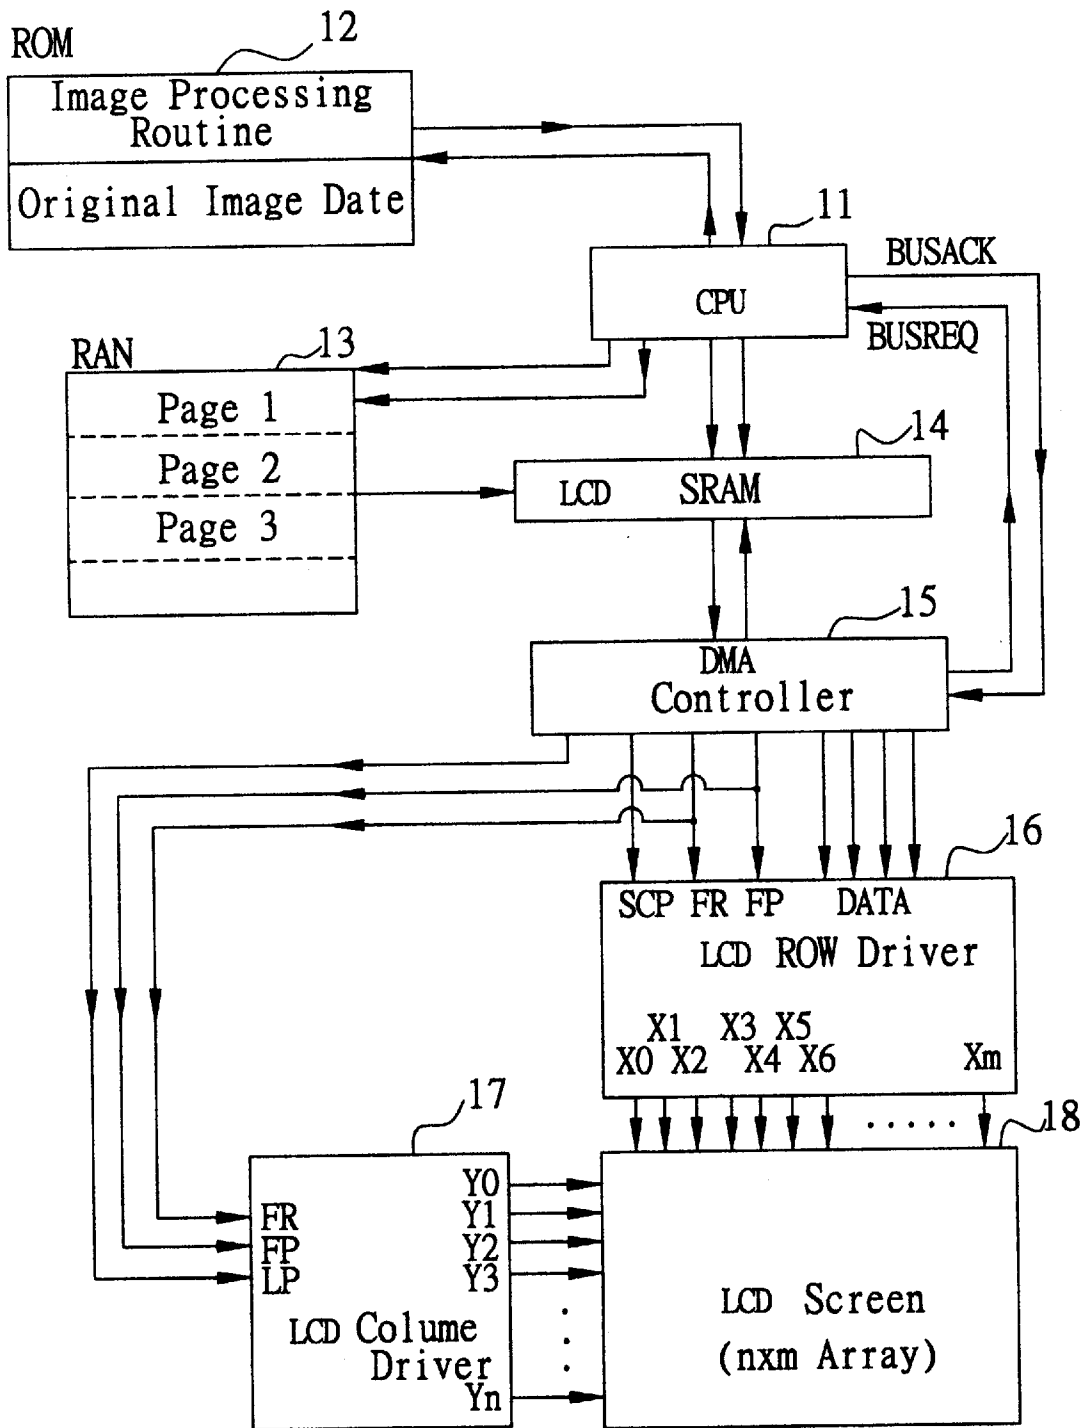 ROM
12
Image Processing
Routine
Original Image Date
11
BUSACK
CPU
BUSREQ
RAN
13
Page 1
Page 2
Page 3
14
LCD SRAM
15
DMA
Controller
16
SCP FR FP DATA
LCD ROW Driver
X1 X3 X5
X0 X2 X4 X6 Xm
.....
17
18
Y0
FR Y1
FP Y2
LP Y3
LCD Colume
Driver
Yn
LCD Screen
(nxm Array)